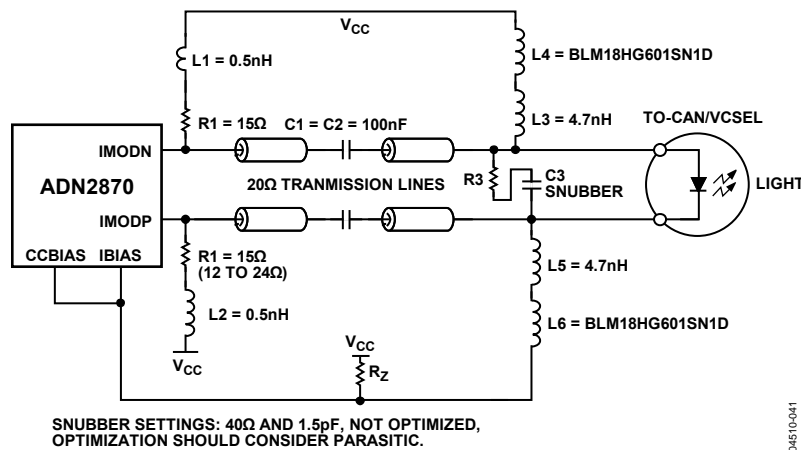 VCC
L1 = 0.5nH
L4 = BLM18HG601SN1D
R1 = 15Ω
C1 = C2 = 100nF
L3 = 4.7nH
TO-CAN/VCSEL
IMODN
ADN2870
20Ω TRANMISSION LINES
R3
C3
SNUBBER
LIGHT
IMODP
CCBIAS IBIAS
R1 = 15Ω
(12 TO 24Ω)
L5 = 4.7nH
L2 = 0.5nH
L6 = BLM18HG601SN1D
VCC
VCC
RZ
SNUBBER SETTINGS: 40Ω AND 1.5pF, NOT OPTIMIZED,
OPTIMIZATION SHOULD CONSIDER PARASITIC.
04510-041